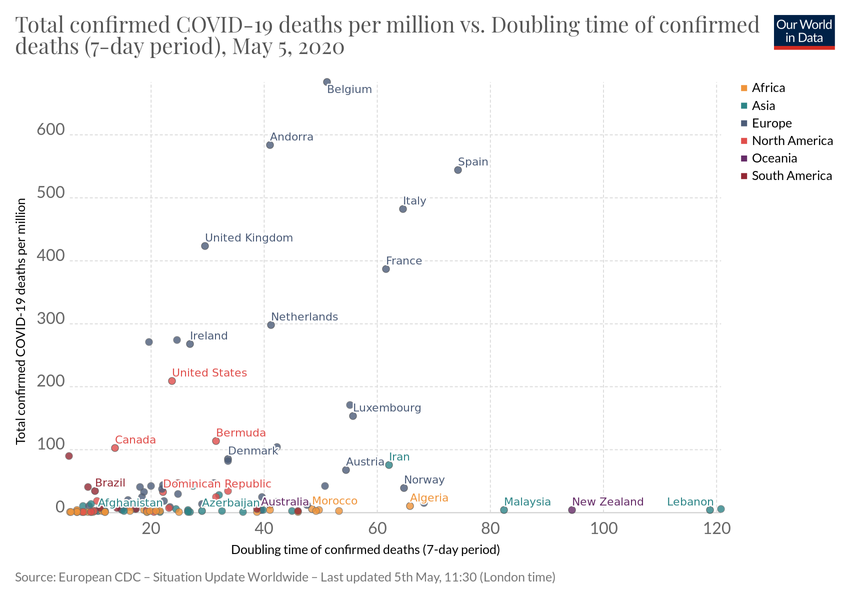 Total confirmed COVID-19 deaths per million vs. Doubling time of confirmed
deaths (7-day period), May 5, 2020
Our World
in Data
Africa
Asia
Europe
North America
Oceania
South America
Total confirmed COVID-19 deaths per million
600
500
400
300
200
100
0
Belgium
Andorra
Spain
Italy
United Kingdom
France
Netherlands
Ireland
United States
Luxembourg
Canada
Bermuda
Denmark
Iran
Austria
Brazil
Dominican Republic
Norway
Afghanistan
Azerbaijan
Australia
Morocco
Algeria
Malaysia
New Zealand
Lebanon
20
40
60
80
100
120
Doubling time of confirmed deaths (7-day period)
Source: European CDC – Situation Update Worldwide – Last updated 5th May, 11:30 (London time)